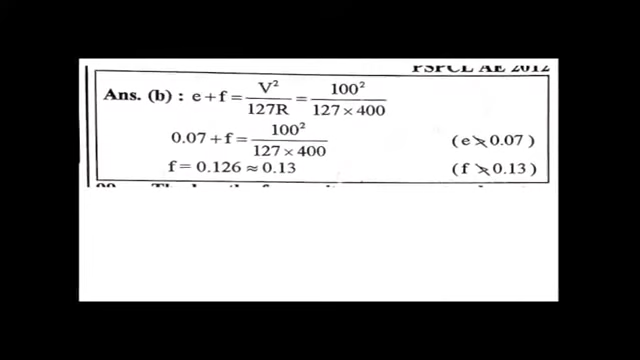 PSPCL AE 2012
Ans. (b) : e + f = V² / 127R = 100² / 127 × 400
0.07 + f = 100² / 127 × 400 (e ≯ 0.07)
f = 0.126 ≈ 0.13 (f ≯ 0.13)